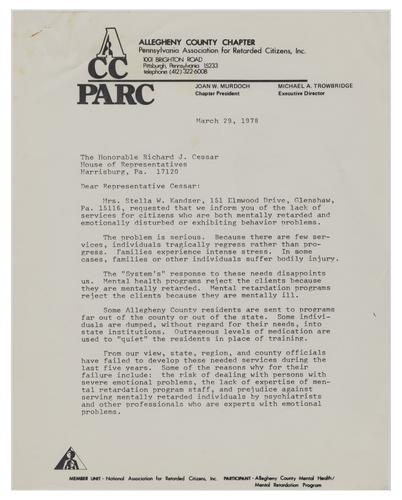 A
CC
PARC
ALLEGHENY COUNTY CHAPTER
Pennsylvania Association for Retarded Citizens, Inc.
1001 BRIGHTON ROAD
Pittsburgh, Pennsylvania 15233
telephone: (412) 322-6008
JOAN W. MURDOCH
Chapter President
MICHAEL A. TROWBRIDGE
Executive Director
March 29, 1978
The Honorable Richard J. Cessar
House of Representatives
Harrisburg, Pa. 17120
Dear Representative Cessar:
Mrs. Stella W. Kandzer, 151 Elmwood Drive, Glenshaw,
Pa. 15116, requested that we inform you of the lack of
services for citizens who are both mentally retarded and
emotionally disturbed or exhibiting behavior problems.
The problem is serious. Because there are few ser-
vices, individuals tragically regress rather than pro-
gress. Families experience intense stress. In some
cases, families or other individuals suffer bodily injury.
The "System's" response to these needs disappoints
us. Mental health programs reject the clients because
they are mentally retarded. Mental retardation programs
reject the clients because they are mentally ill.
Some Allegheny County residents are sent to programs
far out of the county or out of the state. Some indivi-
duals are dumped, without regard for their needs, into
state institutions. Outrageous levels of medication are
used to "quiet" the residents in place of training.
From our view, state, region, and county officials
have failed to develop these needed services during the
last five years. Some of the reasons why for their
failure include: the risk of dealing with persons with
severe emotional problems, the lack of expertise of men-
tal retardation program staff, and prejudice against
serving mentally retarded individuals by psychiatrists
and other professionals who are experts with emotional
problems.
MEMBER UNIT - National Association for Retarded Citizens, Inc. PARTICIPANT - Allegheny County Mental Health/
Mental Retardation Program